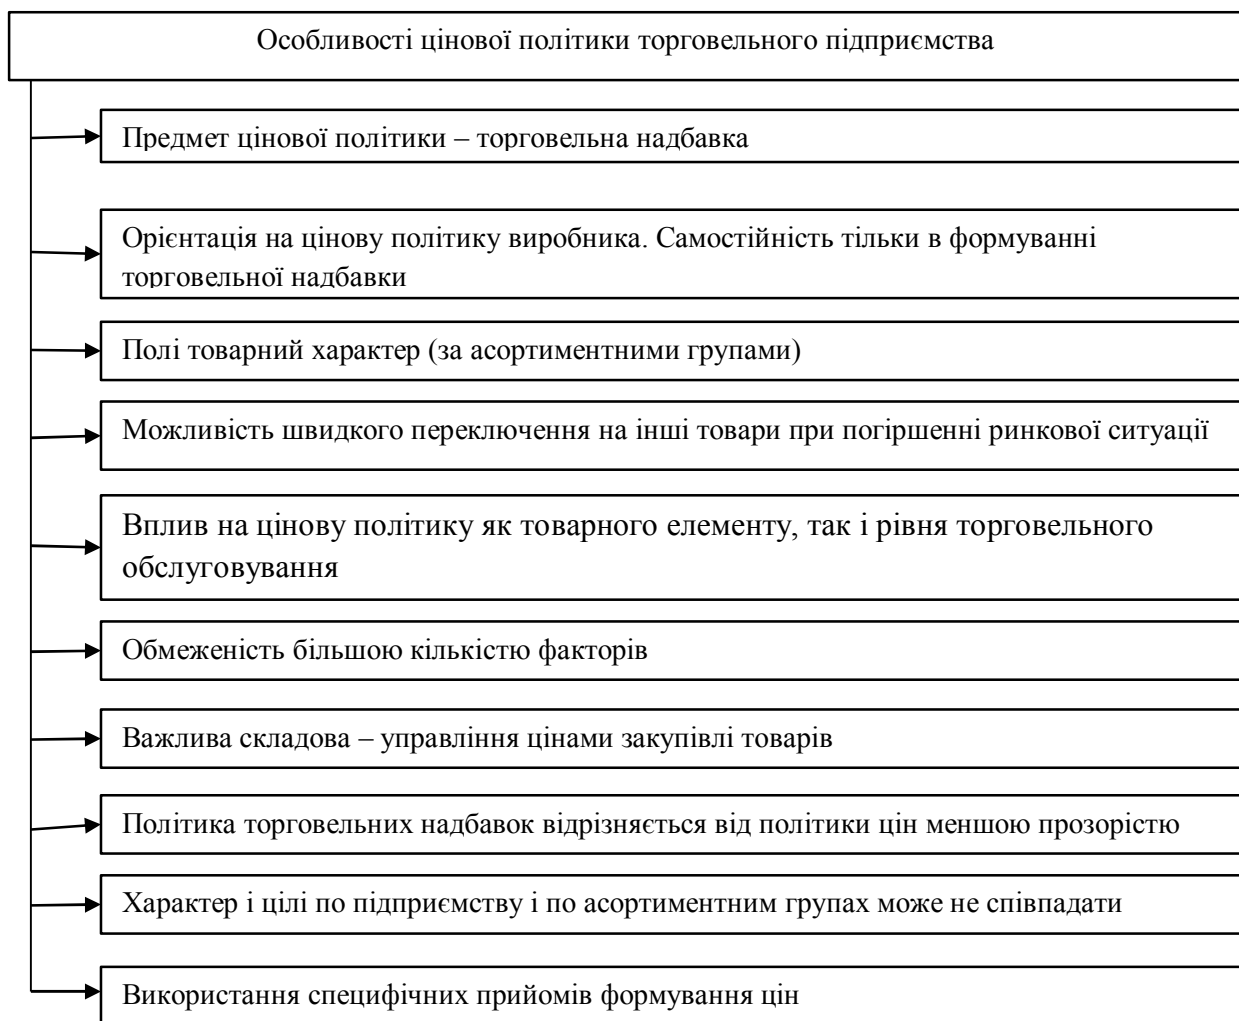 Особливості цінової політики торговельного підприємства
Предмет цінової політики – торговельна надбавка
Орієнтація на цінову політику виробника. Самостійність тільки в формуванні
торговельної надбавки
Полі товарний характер (за асортиментними групами)
Можливість швидкого переключення на інші товари при погіршенні ринкової ситуації
Вплив на цінову політику як товарного елементу, так і рівня торговельного
обслуговування
Обмеженість більшою кількістю факторів
Важлива складова – управління цінами закупівлі товарів
Політика торговельних надбавок відрізняється від політики цін меншою прозорістю
Характер і цілі по підприємству і по асортиментним групах може не співпадати
Використання специфічних прийомів формування цін